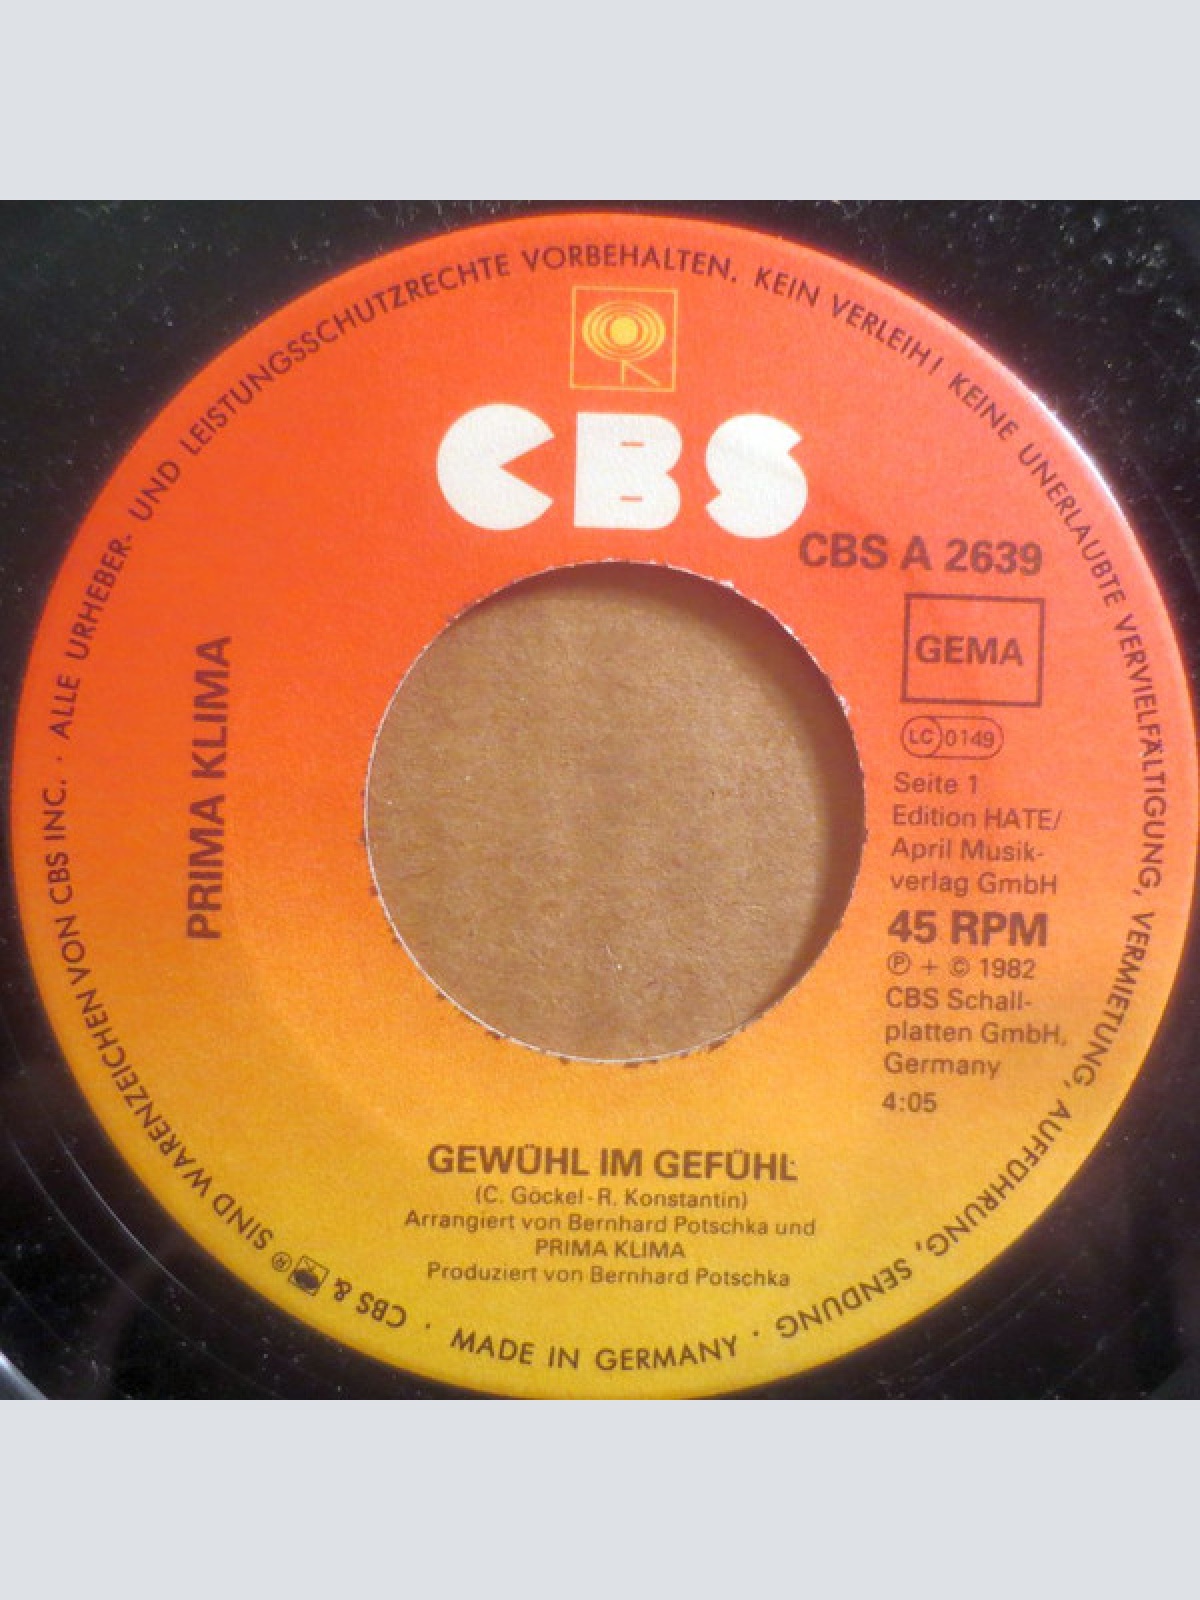 ALLE URHEBER- UND LEISTUNGSSCHUTZRECHTE VORBEHALTEN. KEIN VERLEIH! KEINE UNERLAUBTE VERVIELFÄLTIGUNG, VERMIETUNG, AUFFÜHRUNG, SENDUNG ·
CBS
CBS A 2639
GEMA
LC 0149
PRIMA KLIMA
Seite 1
Edition HATE/
April Musik-
verlag GmbH
45 RPM
Ⓟ + © 1982
CBS Schall-
platten GmbH,
Germany
4:05
GEWÜHL IM GEFÜHL
(C. Göckel - R. Konstantin)
Arrangiert von Bernhard Potschka und
PRIMA KLIMA
Produziert von Bernhard Potschka
MADE IN GERMANY ·
CBS & ® SIND WARENZEICHEN VON CBS INC. ·